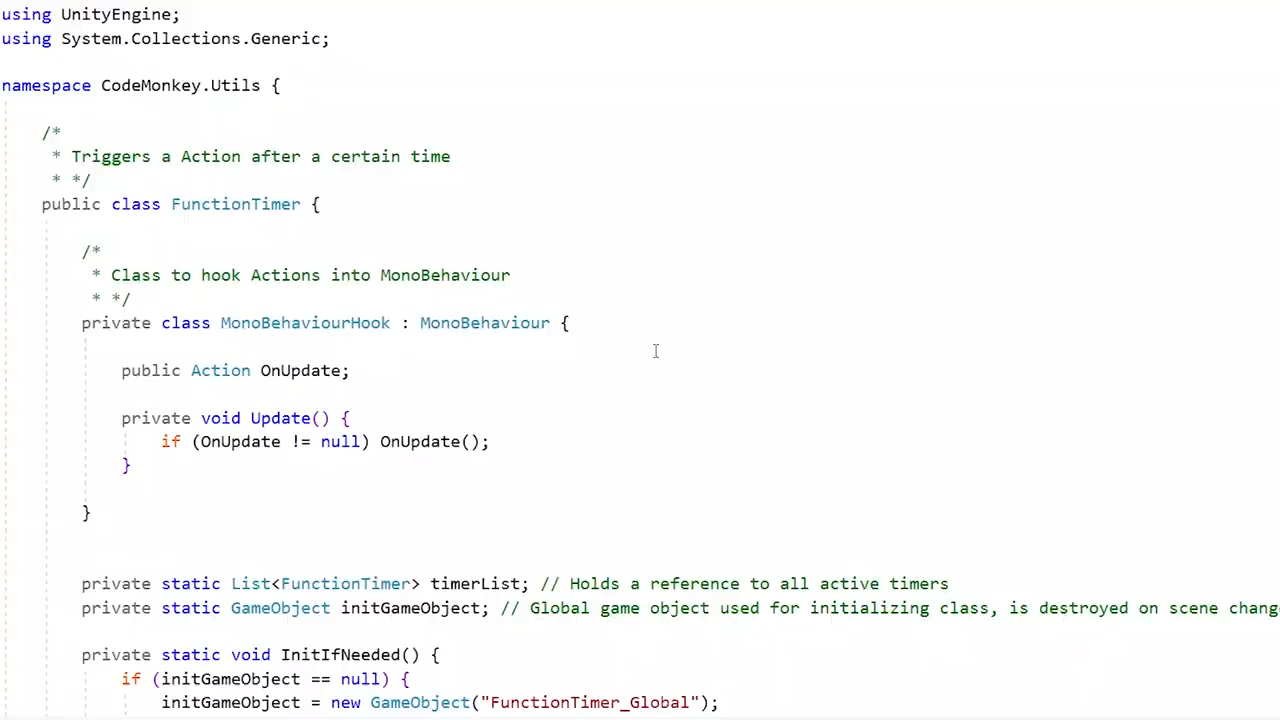 using UnityEngine;
using System.Collections.Generic;
namespace CodeMonkey.Utils {
/*
* Triggers a Action after a certain time
* */
public class FunctionTimer {
/*
* Class to hook Actions into MonoBehaviour
* */
private class MonoBehaviourHook : MonoBehaviour {
public Action OnUpdate;
private void Update() {
if (OnUpdate != null) OnUpdate();
}
}
private static List<FunctionTimer> timerList; // Holds a reference to all active timers
private static GameObject initGameObject; // Global game object used for initializing class, is destroyed on scene chang
private static void InitIfNeeded() {
if (initGameObject == null) {
initGameObject = new GameObject("FunctionTimer_Global");